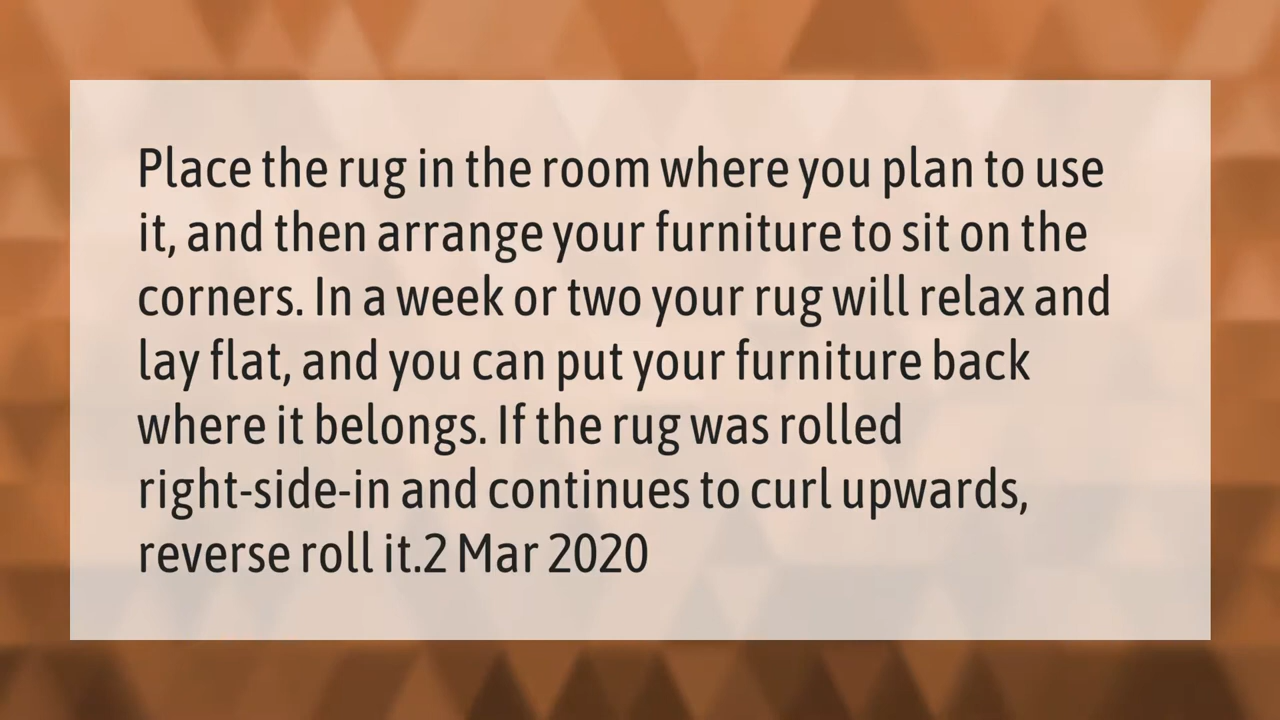 Place the rug in the room where you plan to use
it, and then arrange your furniture to sit on the
corners. In a week or two your rug will relax and
lay flat, and you can put your furniture back
where it belongs. If the rug was rolled
right-side-in and continues to curl upwards,
reverse roll it.2 Mar 2020